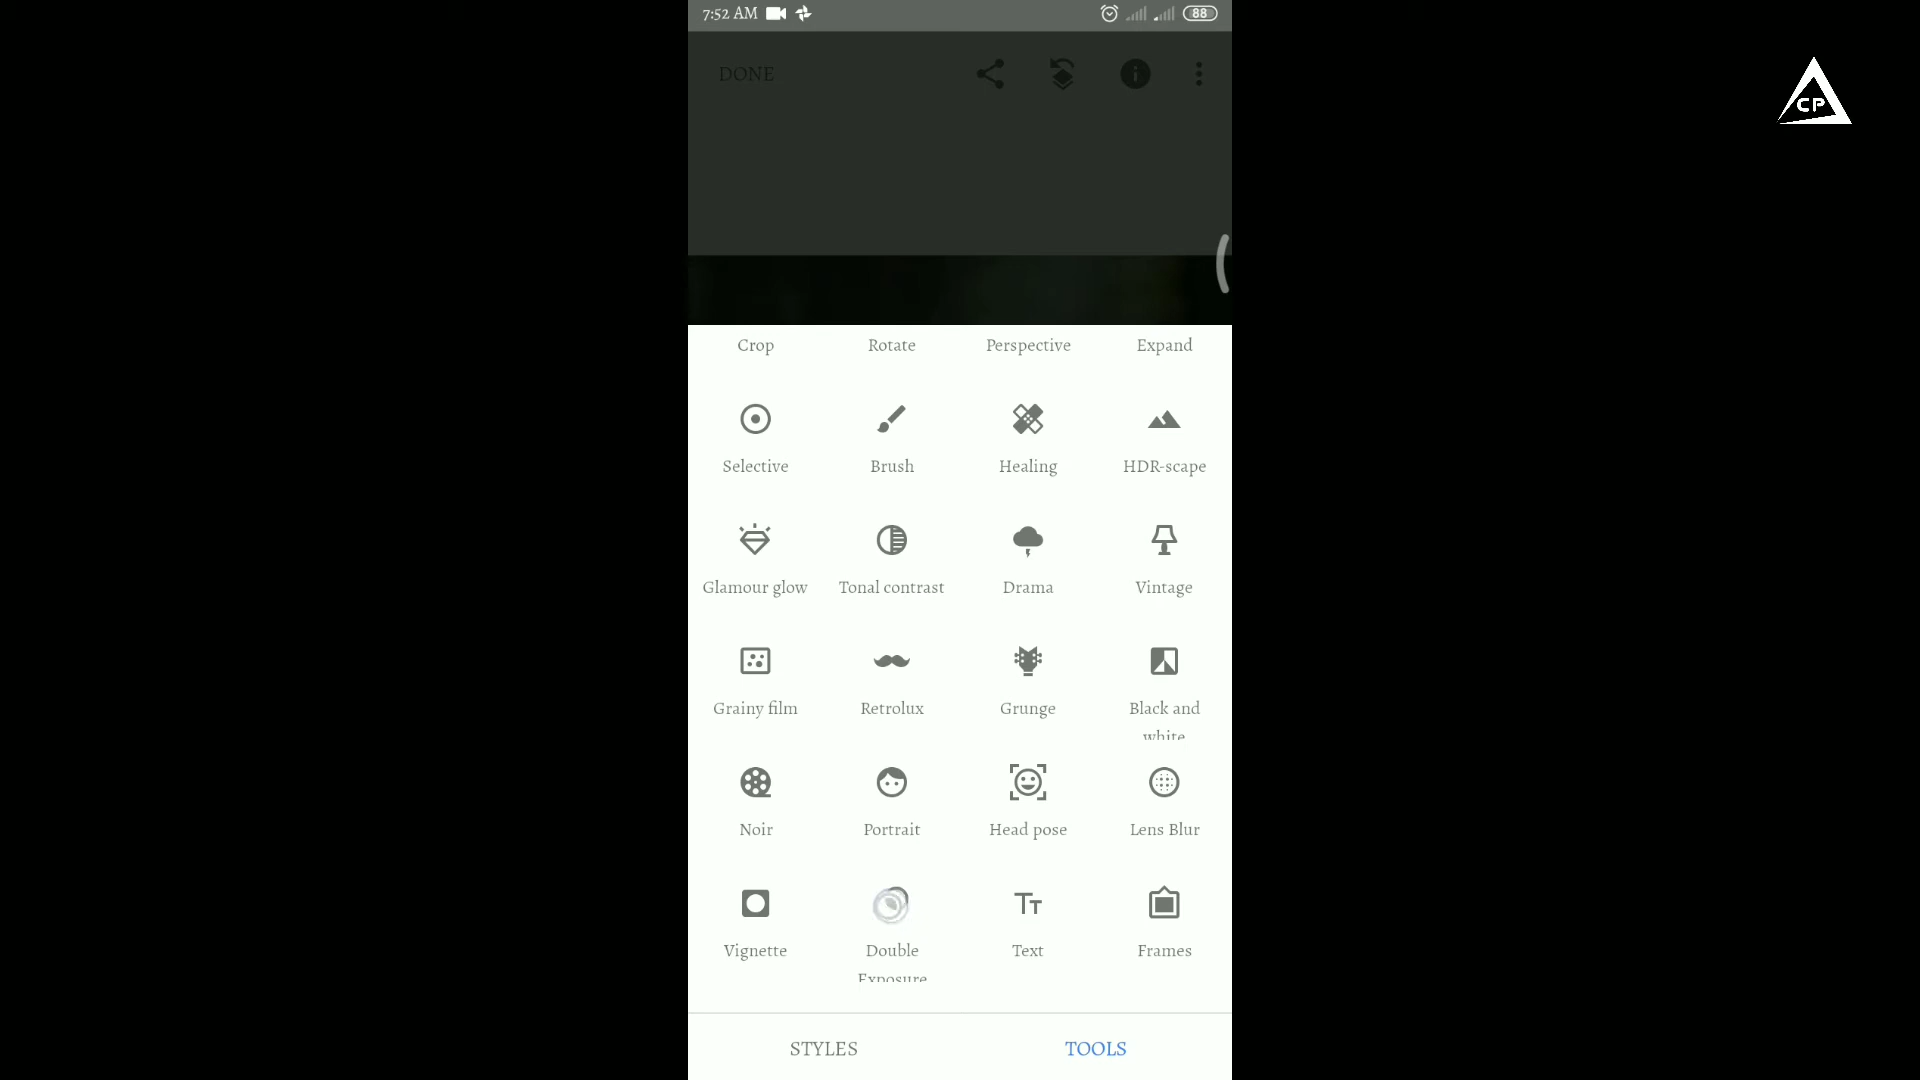 7:52 AM 88
DONE
CP
Crop Rotate Perspective Expand
Selective Brush Healing HDR-scape
Glamour glow Tonal contrast Drama Vintage
Grainy film Retrolux Grunge Black and
white
Noir Portrait Head pose Lens Blur
Vignette Double Text Frames
Exposure
STYLES TOOLS